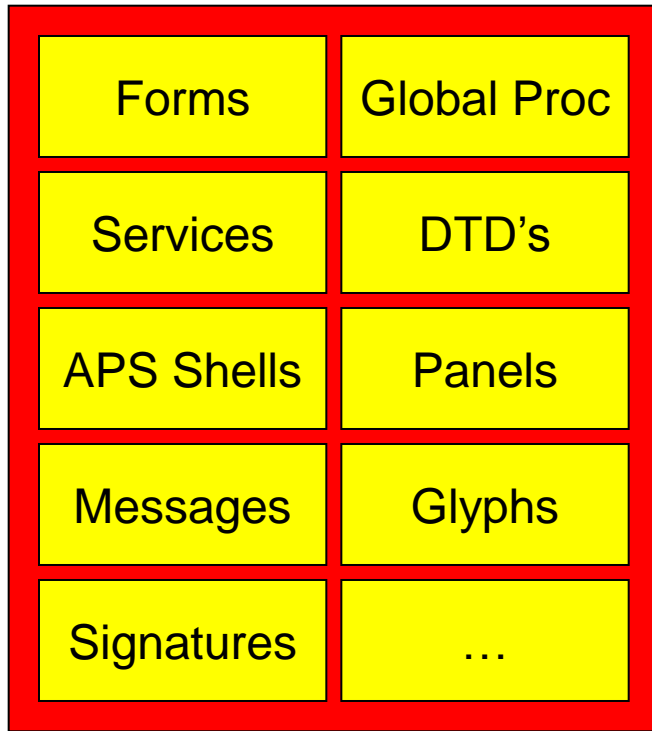 Forms
Global Proc
Services
DTD’s
APS Shells
Panels
Messages
Glyphs
Signatures
…